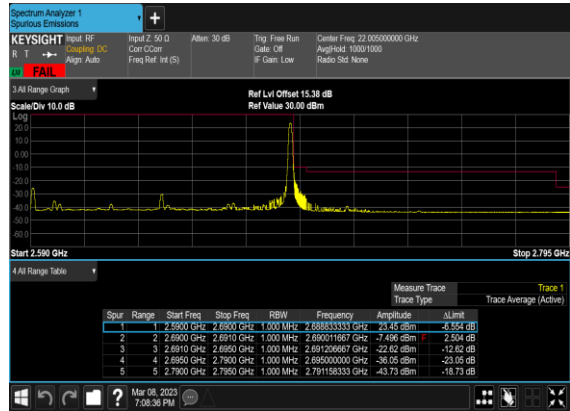 Spectrum Analyzer 1
Spurious Emissions
+
KEYSIGHT Input: RF Input Z: 50 Ω Atten: 30 dB Trig: Free Run Center Freq: 22.005000000 GHz
R T Coupling: DC Corr CCorr Gate: Off Avg|Hold: 1000/1000
Align: Auto Freq Ref: Int (S) IF Gain: Low Radio Std: None
FAIL
3 All Range Graph
Ref Lvl Offset 15.38 dB
Scale/Div 10.0 dB Ref Value 30.00 dBm
Log
20.0
10.0
0.00
-10.0
-20.0
-30.0
-40.0
-50.0
-60.0
Start 2.590 GHz Stop 2.795 GHz
4 All Range Table
Measure Trace Trace 1
Trace Type Trace Average (Active)
Spur Range Start Freq Stop Freq RBW Frequency Amplitude ΔLimit
1 1 2.5900 GHz 2.6900 GHz 1.000 MHz 2.688833333 GHz 23.45 dBm -6.554 dB
2 2 2.6900 GHz 2.6910 GHz 1.000 MHz 2.690011667 GHz -7.496 dBm F 2.504 dB
3 3 2.6910 GHz 2.6950 GHz 1.000 MHz 2.691206667 GHz -22.62 dBm -12.62 dB
4 4 2.6950 GHz 2.7900 GHz 1.000 MHz 2.695000000 GHz -36.05 dBm -23.05 dB
5 5 2.7900 GHz 2.7950 GHz 1.000 MHz 2.791158333 GHz -43.73 dBm -18.73 dB
? Mar 08, 2023
7:08:36 PM